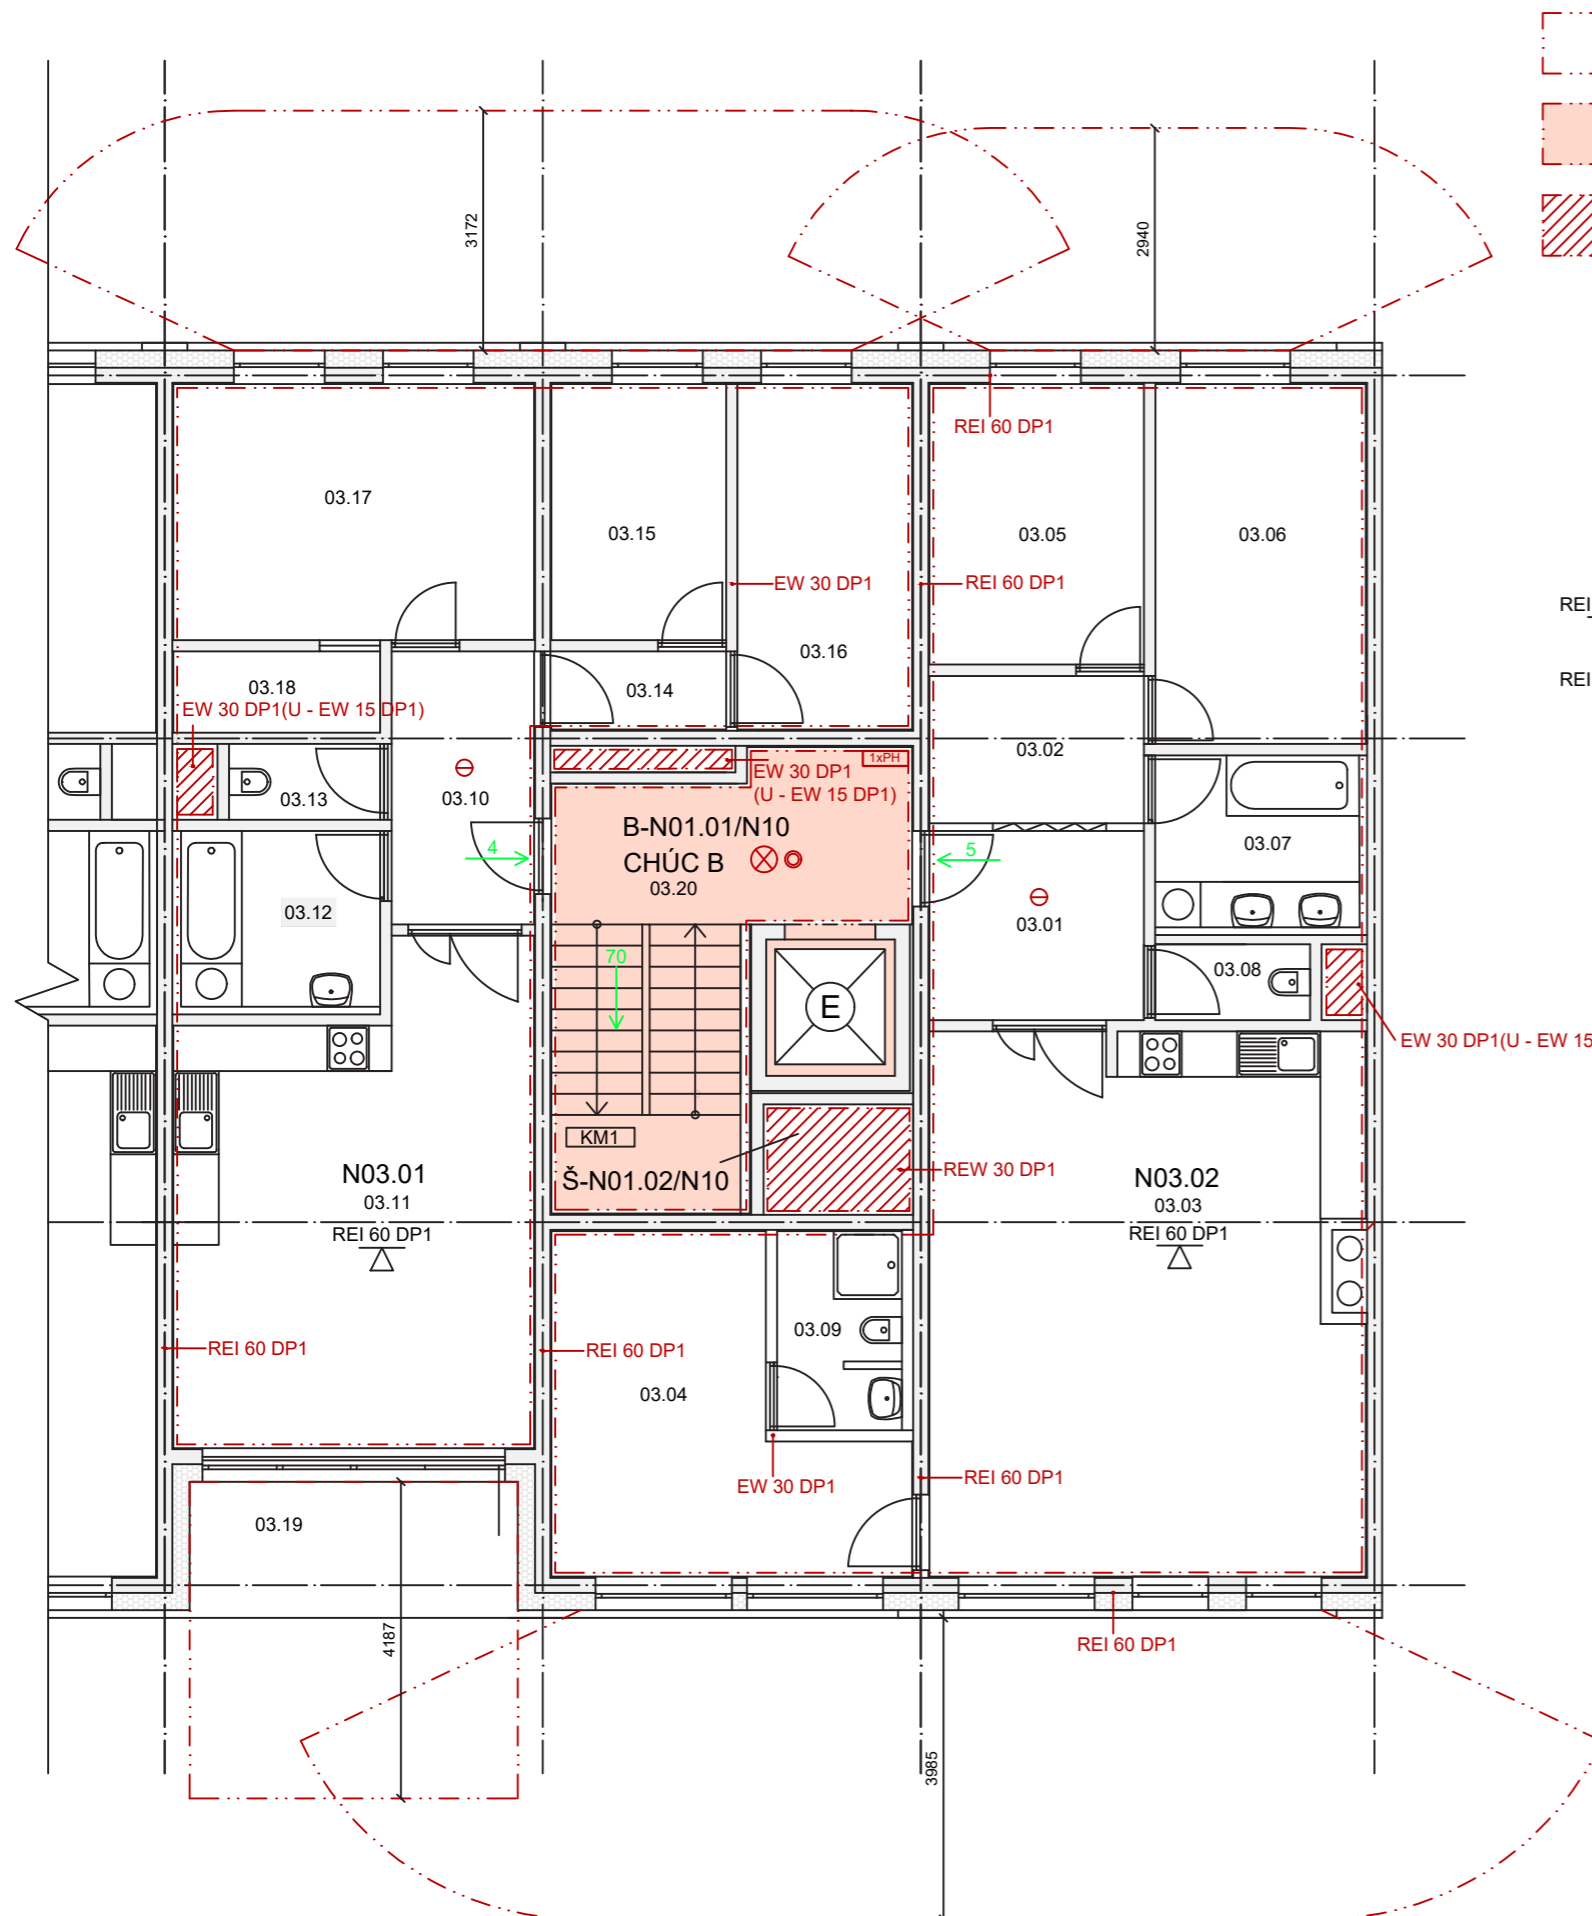 3172
2940
REI 60 DP1
03.17
03.15
03.05
03.06
EW 30 DP1
REI 60 DP1
REI
03.16
03.18
03.14
REI
EW 30 DP1(U - EW 15 DP1)
03.02
1xPH
EW 30 DP1
(U - EW 15 DP1)
03.13
03.10
B-N01.01/N10
CHÚC B
03.20
4
5
03.07
03.12
03.01
70
03.08
E
EW 30 DP1(U - EW 15
KM1
Š-N01.02/N10
REW 30 DP1
N03.01
03.11
REI 60 DP1
N03.02
03.03
REI 60 DP1
03.09
REI 60 DP1
REI 60 DP1
03.04
EW 30 DP1
REI 60 DP1
03.19
4187
REI 60 DP1
3985